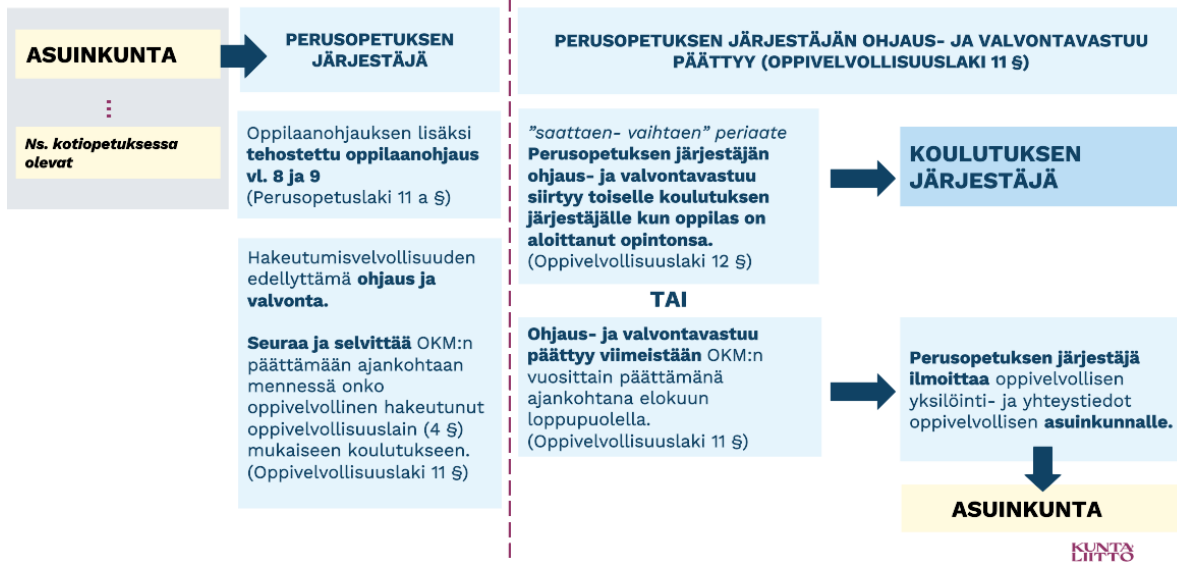 ASUINKUNTA
Ns. kotiopetuksessa
olevat
PERUSOPETUKSEN
JÄRJESTÄJÄ
Oppilaanohjauksen lisäksi
tehostettu oppilaanohjaus
vl. 8 ja 9
(Perusopetuslaki 11 a §)
Hakeutumisvelvollisuuden
edellyttämä ohjaus ja
valvonta.
Seuraa ja selvittää OKM:n
päättämään ajankohtaan
mennessä onko
oppivelvollinen hakeutunut
oppivelvollisuuslain (4 §)
mukaiseen koulutukseen.
(Oppivelvollisuuslaki 11 §)
PERUSOPETUKSEN JÄRJESTÄJÄN OHJAUS- JA VALVONTAVASTUU
PÄÄTTYY (OPPIVELVOLLISUUSLAKI 11 §)
”saattaen- vaihtaen” periaate
Perusopetuksen järjestäjän
ohjaus- ja valvontavastuu
siirtyy toiselle koulutuksen
järjestäjälle kun oppilas on
aloittanut opintonsa.
(Oppivelvollisuuslaki 12 §)
KOULUTUKSEN
JÄRJESTÄJÄ
TAI
Ohjaus- ja valvontavastuu
päättyy viimeistään OKM:n
vuosittain päättämänä
ajankohtana elokuun
loppupuolella.
(Oppivelvollisuuslaki 11 §)
Perusopetuksen järjestäjä
ilmoittaa oppivelvollisen
yksilöinti- ja yhteystiedot
oppivelvollisen asuinkunnalle.
ASUINKUNTA
KUNTA
LIITTO